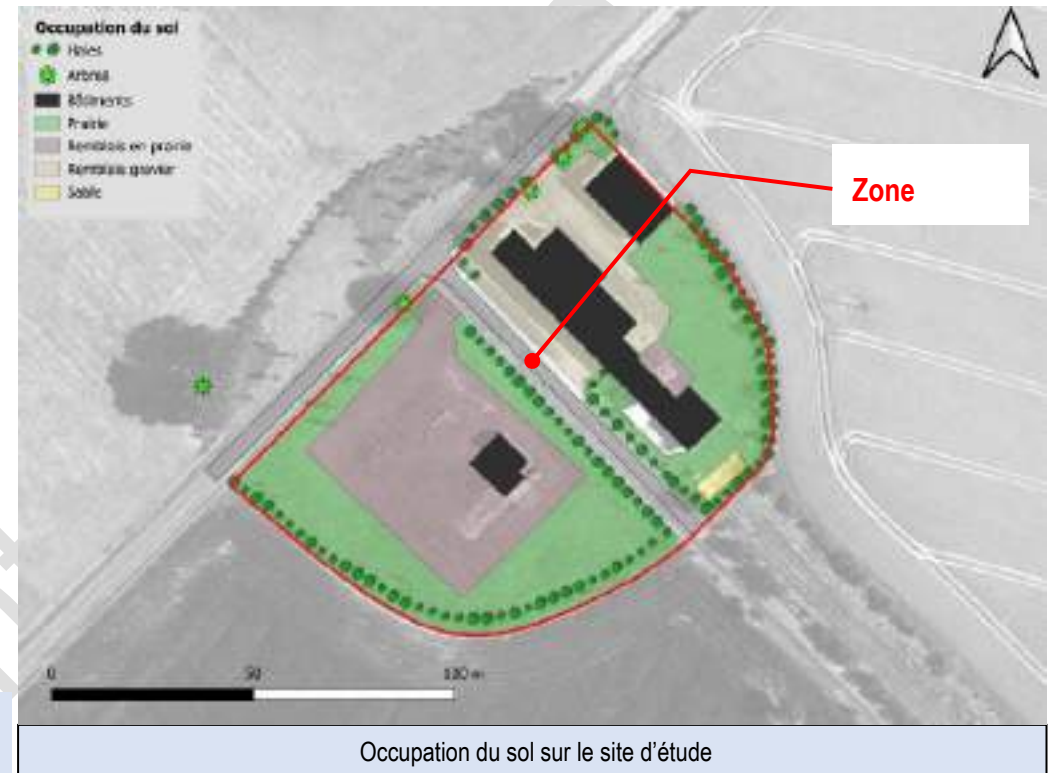 Occupation du sol
Haies
Arbres
Bâtiments
Prairie
Remblais en prairie
Remblais gravier
Sable
Zone
0 50 100 m
Occupation du sol sur le site d'étude